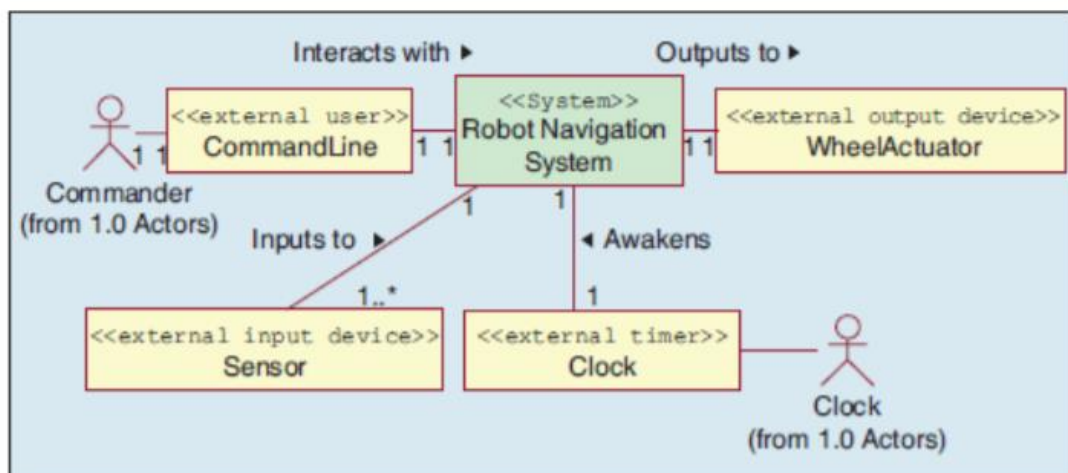 Interacts with ►
Outputs to ►
<<external user>>
CommandLine
<<System>>
Robot Navigation
System
<<external output device>>
WheelActuator
1 1
1 1
1 1
Commander
(from 1.0 Actors)
1
1
Inputs to ►
◄ Awakens
1..*
1
<<external input device>>
Sensor
<<external timer>>
Clock
Clock
(from 1.0 Actors)